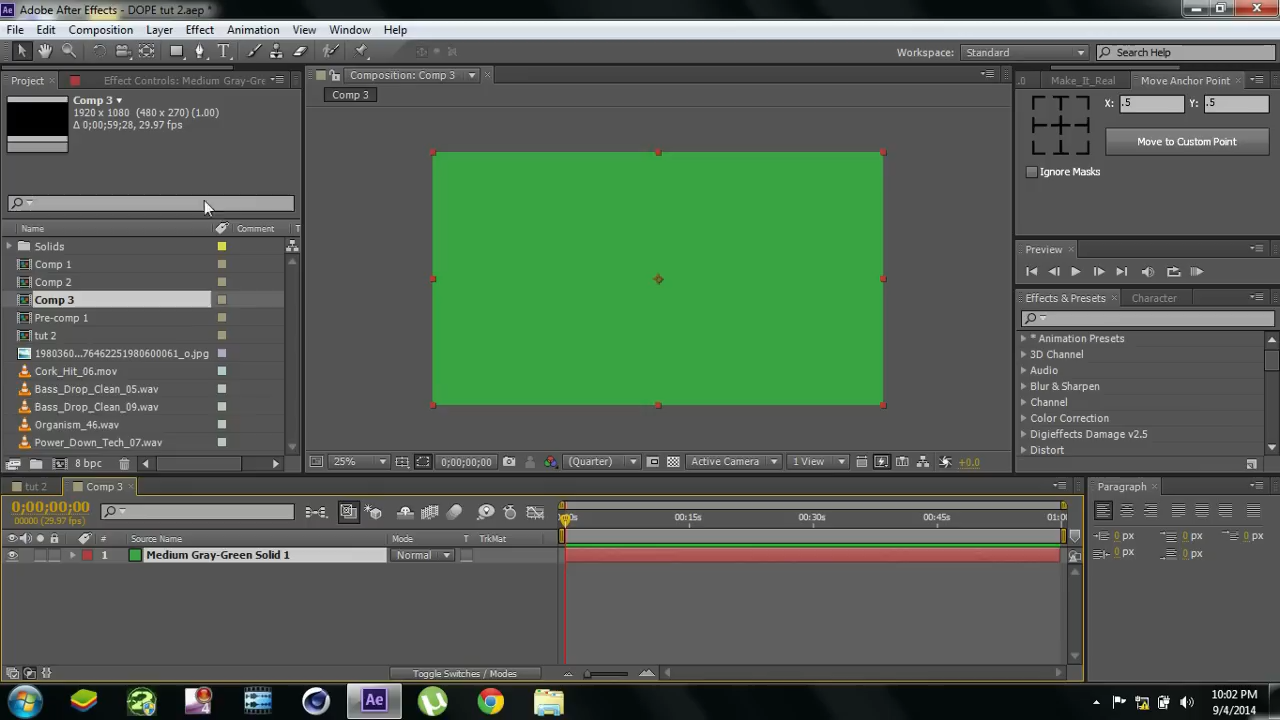 Adobe After Effects - DOPE tut 2.aep *
File Edit Composition Layer Effect Animation View Window Help
Workspace: Standard Search Help
Project Effect Controls: Medium Gray-Gre
Composition: Comp 3
.0 Make_It_Real Move Anchor Point
Comp 3
1920 x 1080 (480 x 270) (1.00)
Δ 0;00;59;28, 29.97 fps
Comp 3
X: .5 Y: .5
Move to Custom Point
Ignore Masks
Name Comment T
Solids
Comp 1
Comp 2
Comp 3
Pre-comp 1
tut 2
1980360...76462251980600061_o.jpg
Cork_Hit_06.mov
Bass_Drop_Clean_05.wav
Bass_Drop_Clean_09.wav
Organism_46.wav
Power_Down_Tech_07.wav
8 bpc
Preview
Effects & Presets Character
* Animation Presets
3D Channel
Audio
Blur & Sharpen
Channel
Color Correction
Digieffects Damage v2.5
Distort
25% 0;00;00;00 (Quarter) Active Camera 1 View +0.0
tut 2 Comp 3
Paragraph
0;00;00;00
00000 (29.97 fps)
00:15s 00:30s 00:45s 01:0
# Source Name Mode T TrkMat
1 Medium Gray-Green Solid 1 Normal
0 px 0 px 0 px
0 px 0 px
Toggle Switches / Modes
Ae
10:02 PM
9/4/2014